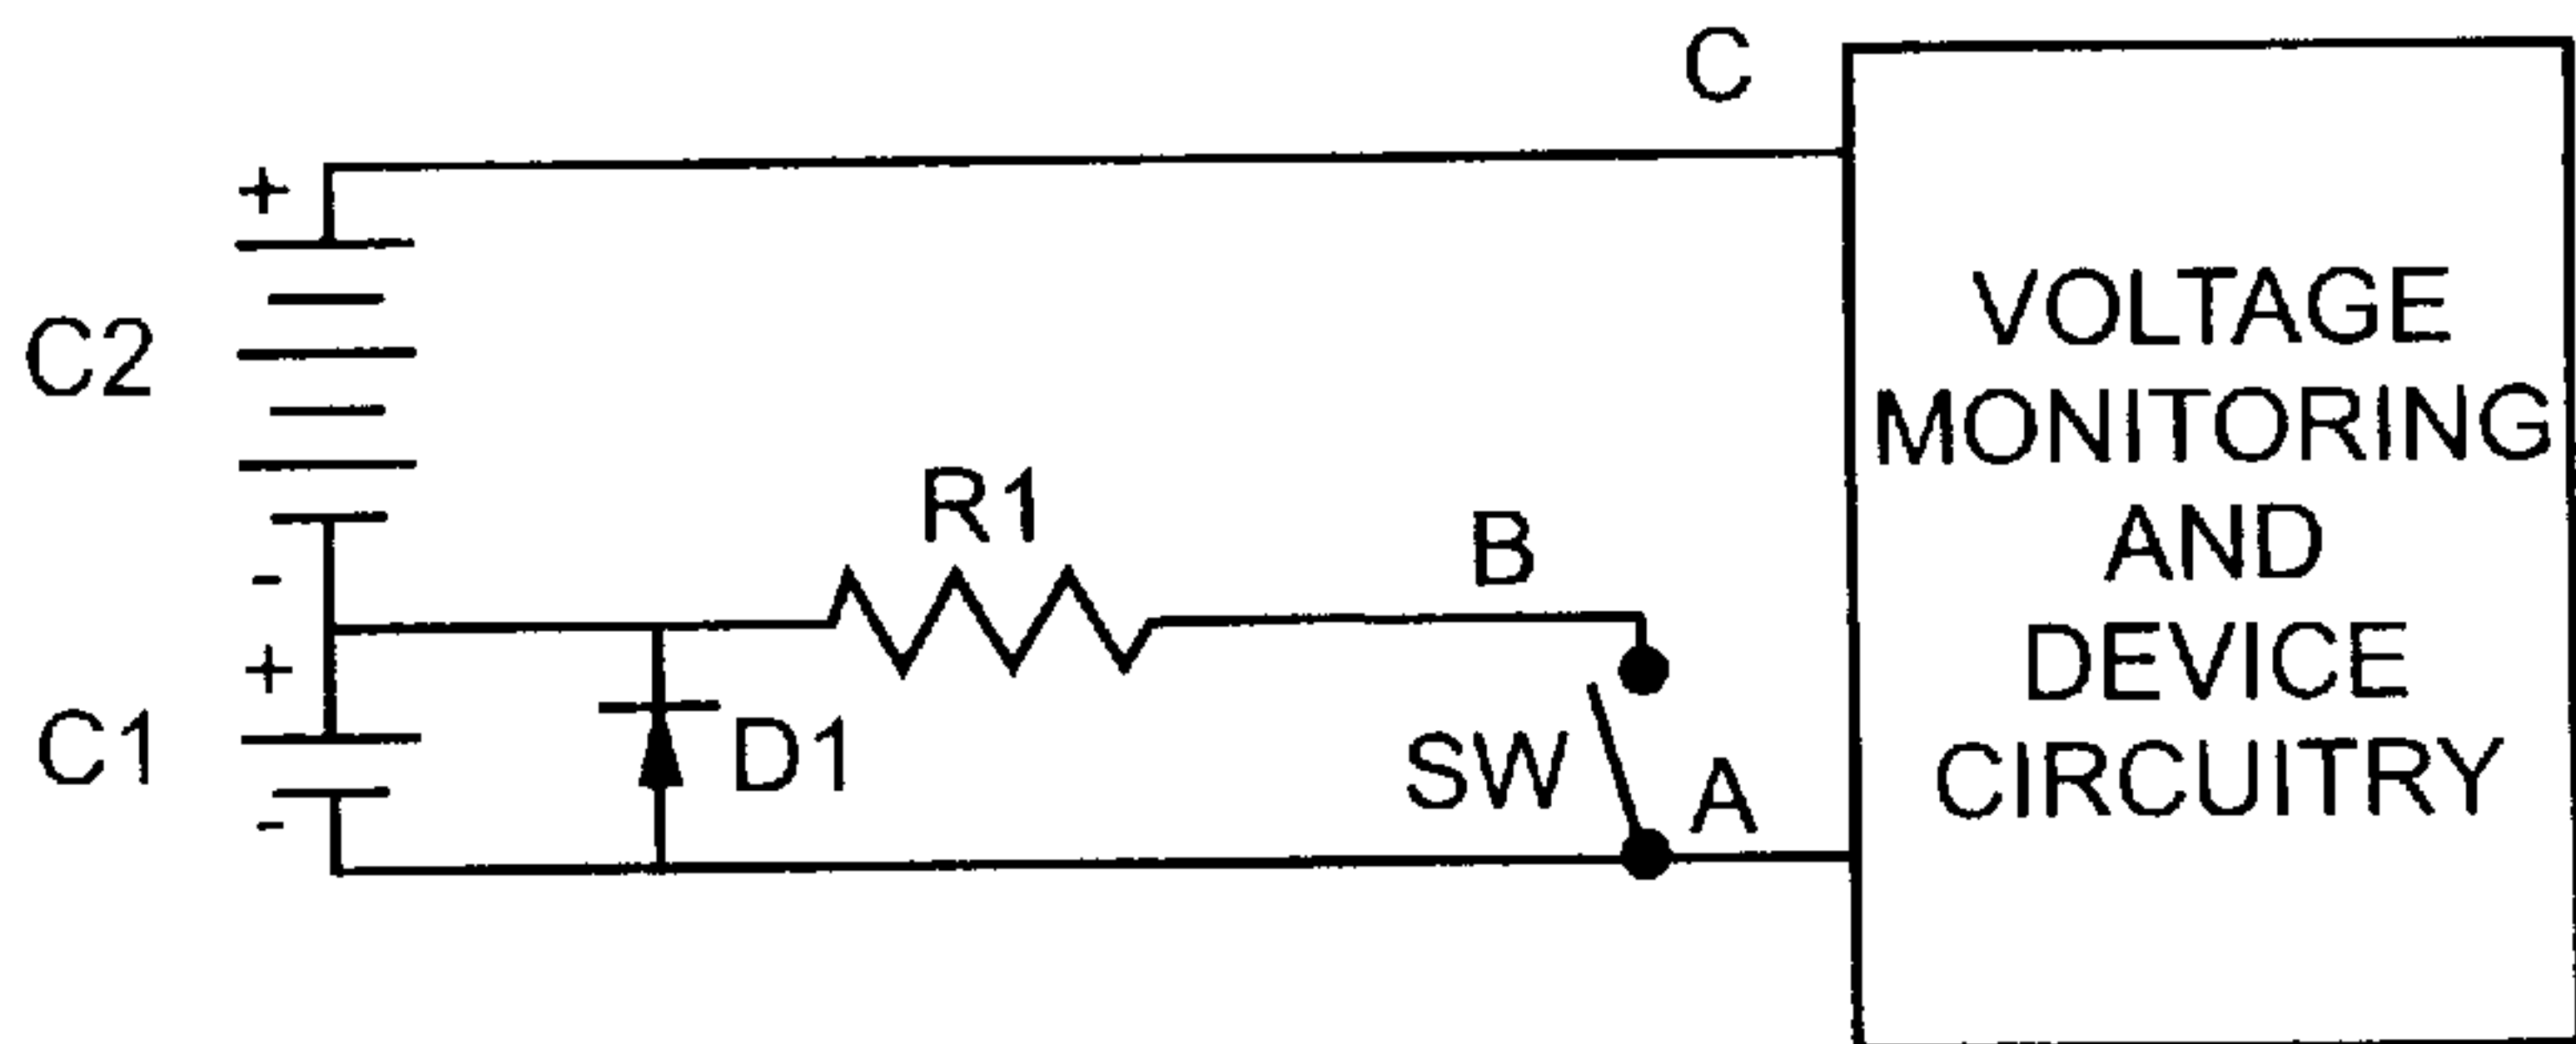 C
+
C2
-
R1
B
+
C1
-
D1
SW
A
VOLTAGE
MONITORING
AND
DEVICE
CIRCUITRY